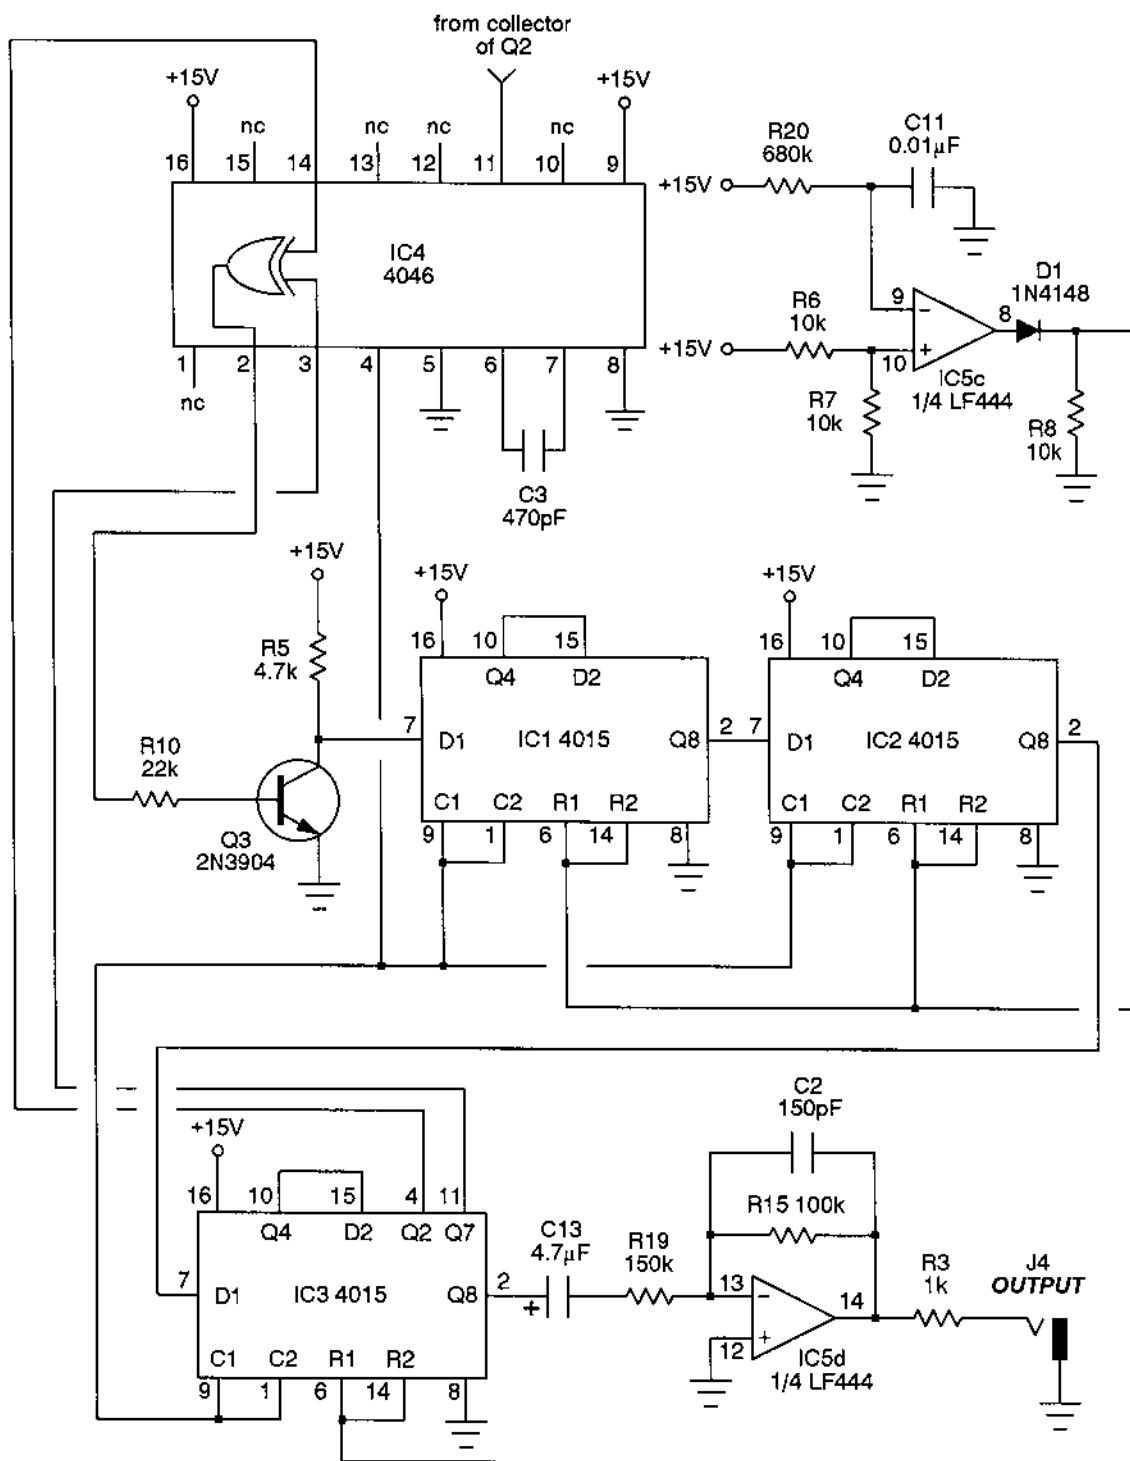 from collector
of Q2
+15V
+15V
nc
nc
nc
nc
16
15
14
13
12
11
10
9
IC4
4046
1
2
3
4
5
6
7
8
nc
C3
470pF
R20
680k
C11
0.01µF
+15V
D1
1N4148
R6
10k
9
–
8
+15V
10
+
IC5c
1/4 LF444
R7
10k
R8
10k
+15V
R5
4.7k
R10
22k
Q3
2N3904
+15V
16
10
15
Q4
D2
7
D1
IC1 4015
Q8
2
C1
C2
R1
R2
9
1
6
14
8
+15V
16
10
15
Q4
D2
7
D1
IC2 4015
Q8
2
C1
C2
R1
R2
9
1
6
14
8
+15V
16
10
15
4
11
Q4
D2
Q2
Q7
7
D1
IC3 4015
Q8
2
C1
C2
R1
R2
9
1
6
14
8
C13
4.7µF
+
R19
150k
C2
150pF
R15 100k
13
–
14
12
+
IC5d
1/4 LF444
R3
1k
J4
OUTPUT